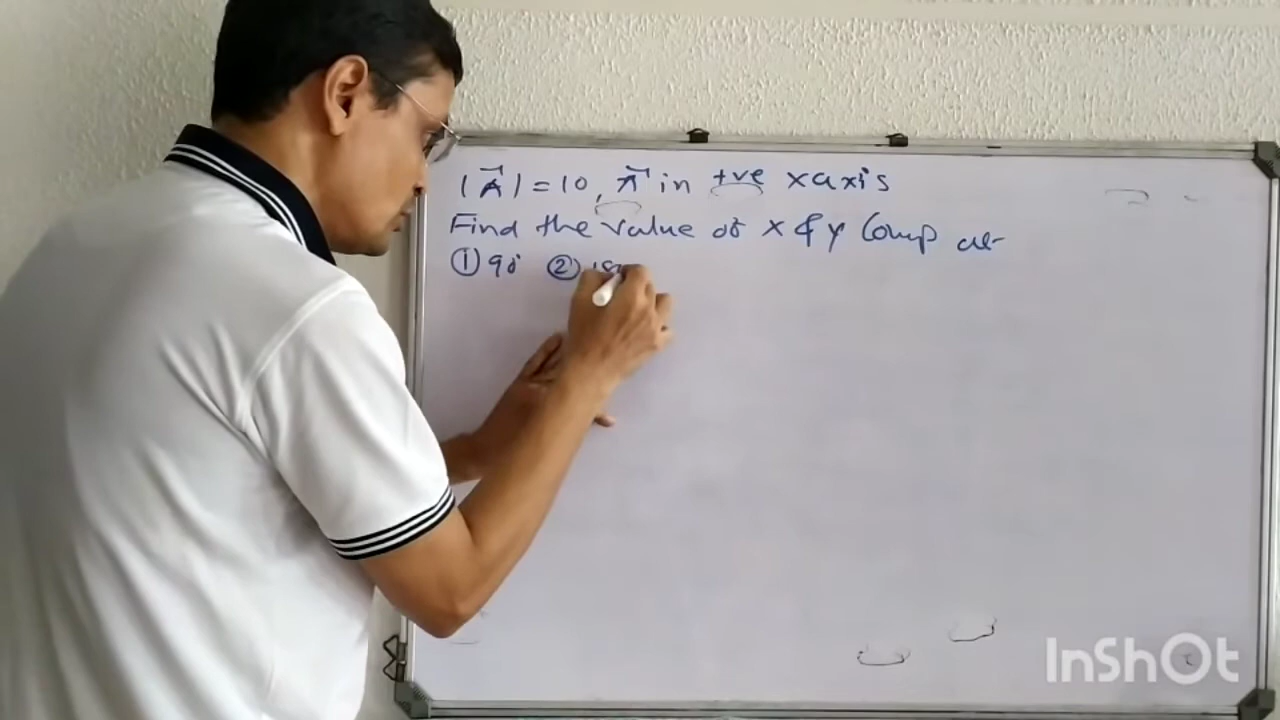 |A⃗| = 10, A⃗ in +ve x axis
Find the value of x & y Comp at
① 90° ②
InShOt